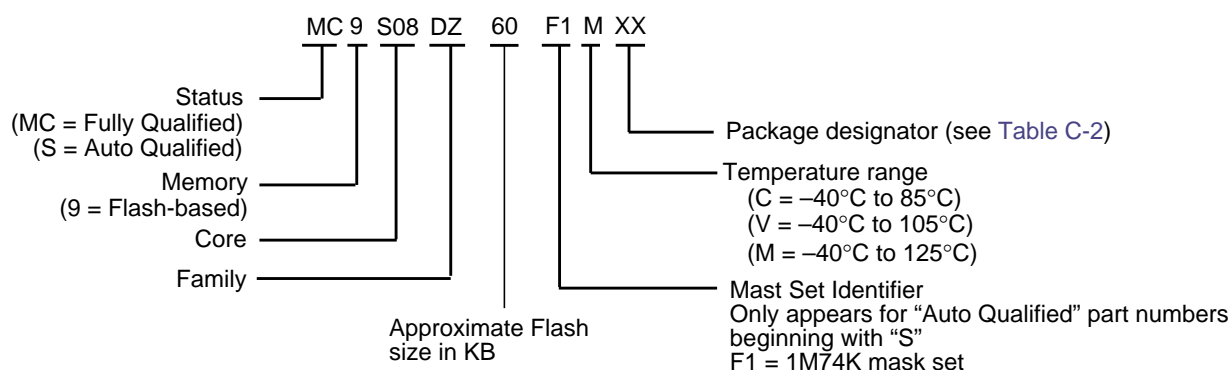 MC 9 S08 DZ 60 F1 M XX
Status
(MC = Fully Qualified)
(S = Auto Qualified)
Memory
(9 = Flash-based)
Core
Family
Approximate Flash
size in KB
Package designator (see Table C-2)
Temperature range
(C = –40°C to 85°C)
(V = –40°C to 105°C)
(M = –40°C to 125°C)
Mast Set Identifier
Only appears for “Auto Qualified” part numbers
beginning with “S”
F1 = 1M74K mask set